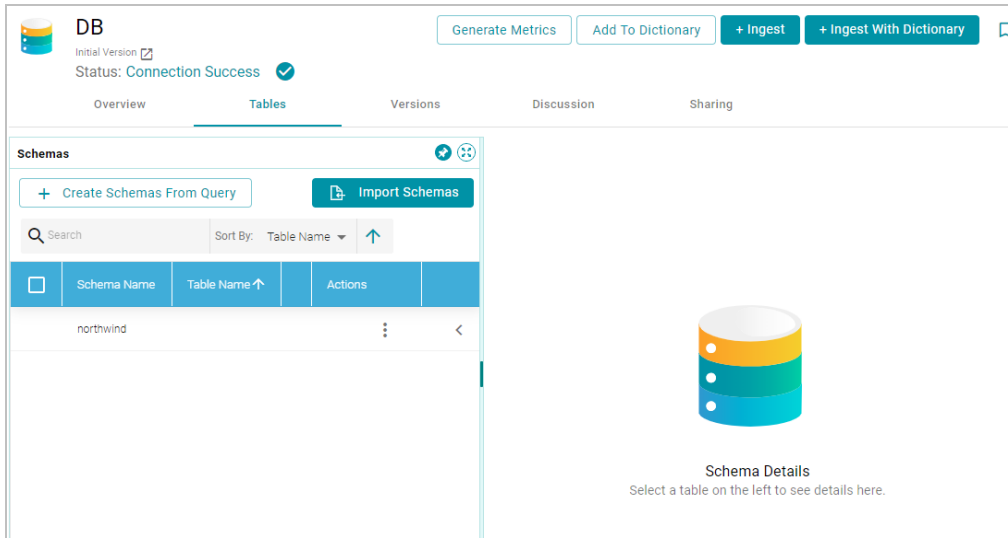 DB
Initial Version
Status: Connection Success
Generate Metrics
Add To Dictionary
+ Ingest
+ Ingest With Dictionary
Overview
Tables
Versions
Discussion
Sharing
Schemas
+ Create Schemas From Query
Import Schemas
Search
Sort By: Table Name
Schema Name
Table Name
Actions
northwind
Schema Details
Select a table on the left to see details here.